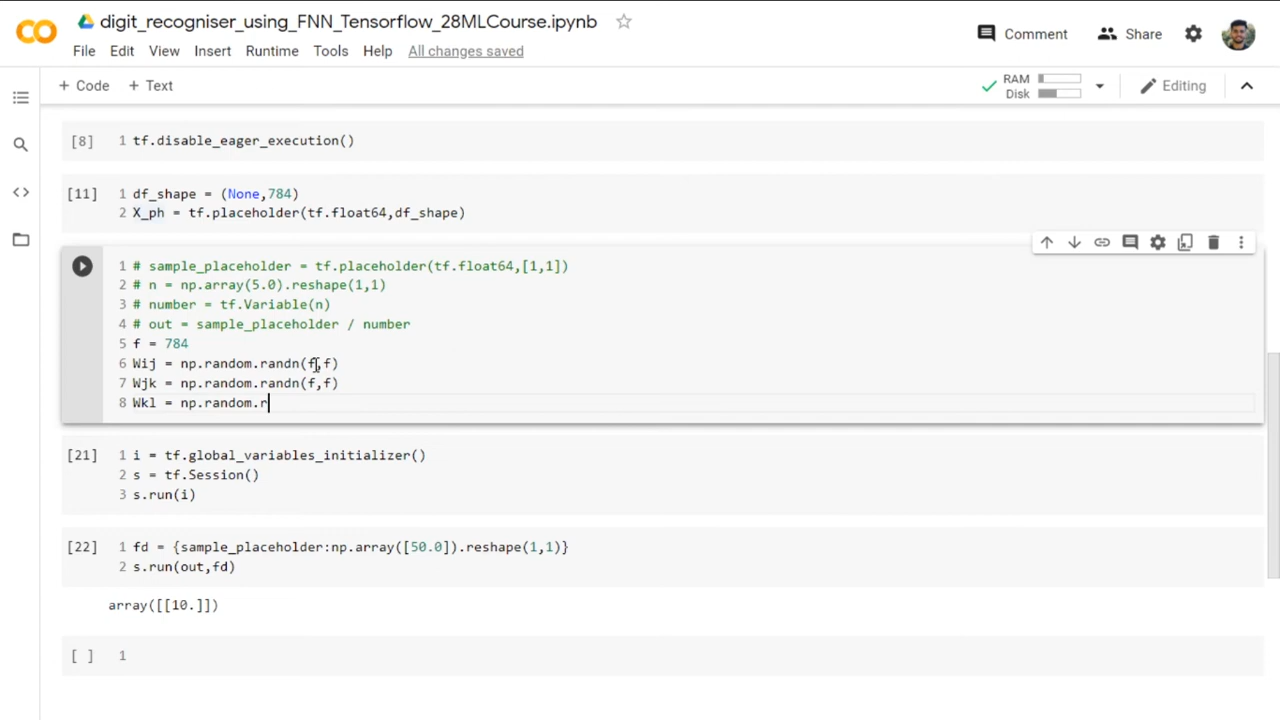 digit_recogniser_using_FNN_Tensorflow_28MLCourse.ipynb
File Edit View Insert Runtime Tools Help All changes saved
Comment Share
+ Code + Text
RAM
Disk
Editing
[8] 1 tf.disable_eager_execution()
[11] 1 df_shape = (None,784)
2 X_ph = tf.placeholder(tf.float64,df_shape)
1 # sample_placeholder = tf.placeholder(tf.float64,[1,1])
2 # n = np.array(5.0).reshape(1,1)
3 # number = tf.Variable(n)
4 # out = sample_placeholder / number
5 f = 784
6 Wij = np.random.randn(f,f)
7 Wjk = np.random.randn(f,f)
8 Wkl = np.random.r
[21] 1 i = tf.global_variables_initializer()
2 s = tf.Session()
3 s.run(i)
[22] 1 fd = {sample_placeholder:np.array([50.0]).reshape(1,1)}
2 s.run(out,fd)
array([[10.]])
[ ] 1